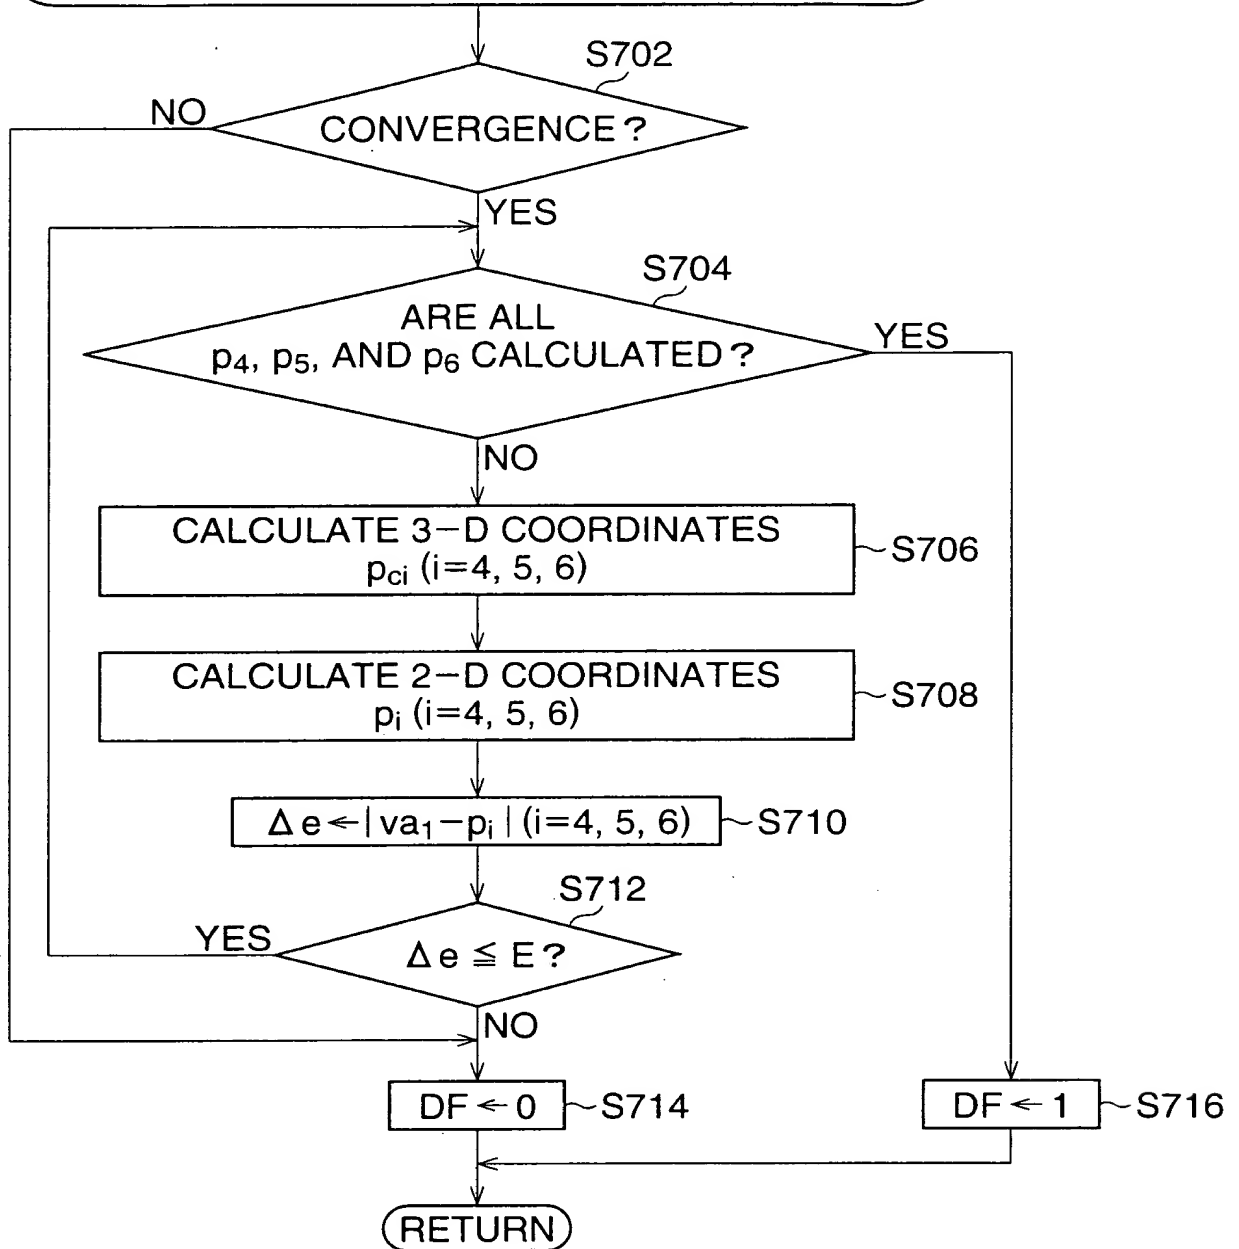 S702
NO
CONVERGENCE?
YES
S704
ARE ALL
p4, p5, AND p6 CALCULATED?
YES
NO
CALCULATE 3-D COORDINATES
pci (i=4, 5, 6)
S706
CALCULATE 2-D COORDINATES
pi (i=4, 5, 6)
S708
Δe←|va1-pi| (i=4, 5, 6)
S710
S712
YES
Δe ≦ E?
NO
DF←0
S714
DF←1
S716
RETURN